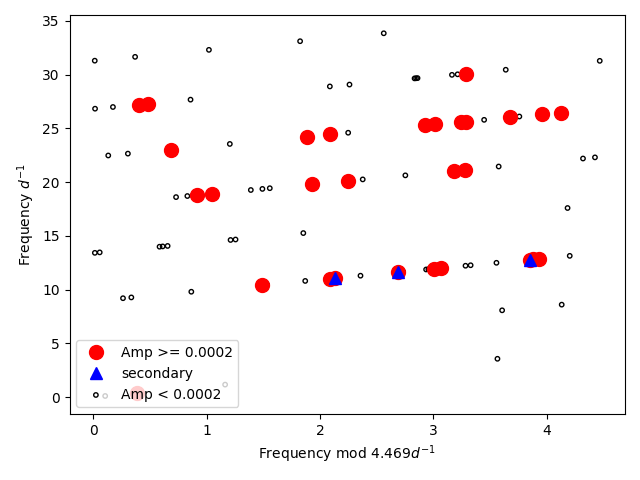 35
30
25
20
15
10
5
0
Frequency d⁻¹
Amp >= 0.0002
secondary
Amp < 0.0002
0 1 2 3 4
Frequency mod 4.469d⁻¹